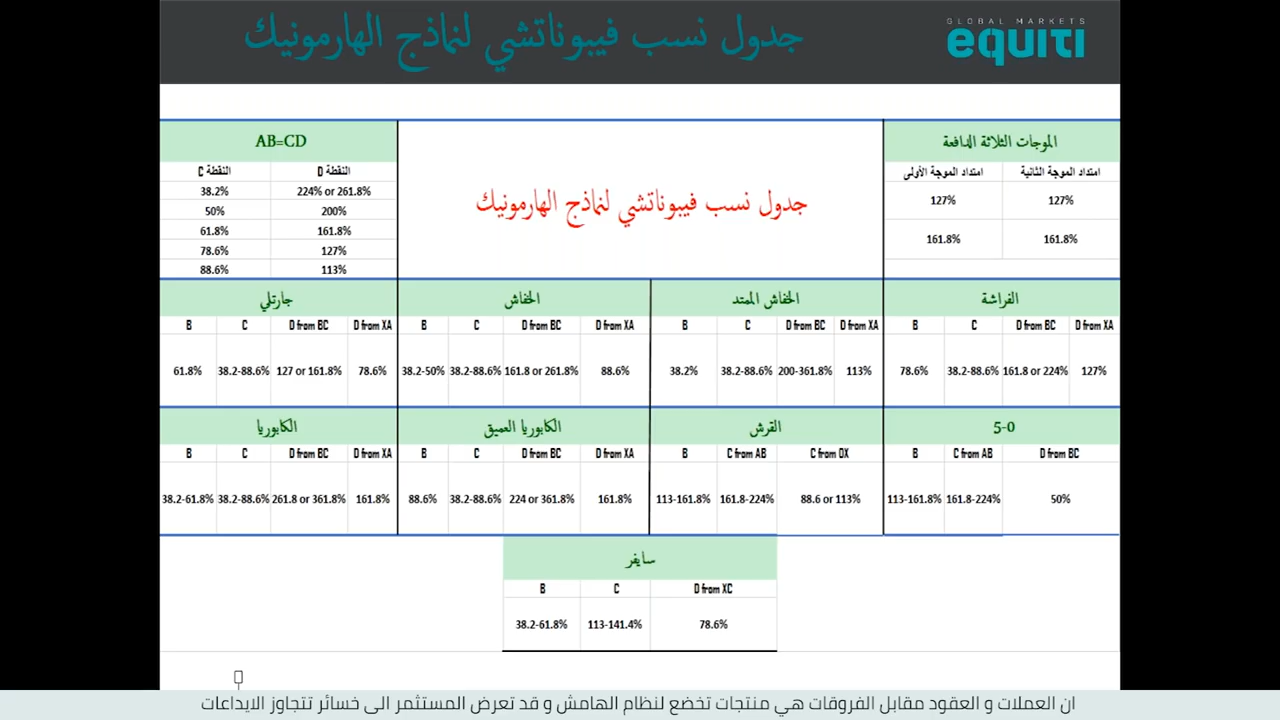 جدول نسب فيبوناتشي لنماذج الهارمونيك
GLOBAL MARKETS
equiti
AB=CD
النقطة C النقطة D
38.2% 224% or 261.8%
50% 200%
61.8% 161.8%
78.6% 127%
88.6% 113%
جدول نسب فيبوناتشي لنماذج الهارمونيك
الموجات الثلاثة الدافعة
امتداد الموجة الأولى امتداد الموجة الثانية
127% 127%
161.8% 161.8%
جارتلي
B C D from BC D from XA
61.8% 38.2-88.6% 127 or 161.8% 78.6%
الخفاش
B C D from BC D from XA
38.2-50% 38.2-88.6% 161.8 or 261.8% 88.6%
الخفاش الممتد
B C D from BC D from XA
38.2% 38.2-88.6% 200-361.8% 113%
الفراشة
B C D from BC D from XA
78.6% 38.2-88.6% 161.8 or 224% 127%
الكابوريا
B C D from BC D from XA
38.2-61.8% 38.2-88.6% 261.8 or 361.8% 161.8%
الكابوريا العميق
B C D from BC D from XA
88.6% 38.2-88.6% 224 or 361.8% 161.8%
القرش
B C from AB C from OX
113-161.8% 161.8-224% 88.6 or 113%
5-0
B C from AB D from BC
113-161.8% 161.8-224% 50%
سايفر
B C D from XC
38.2-61.8% 113-141.4% 78.6%
ان العملات و العقود مقابل الفروقات هي منتجات تخضع لنظام الهامش و قد تعرض المستثمر الى خسائر تتجاوز الايداعات